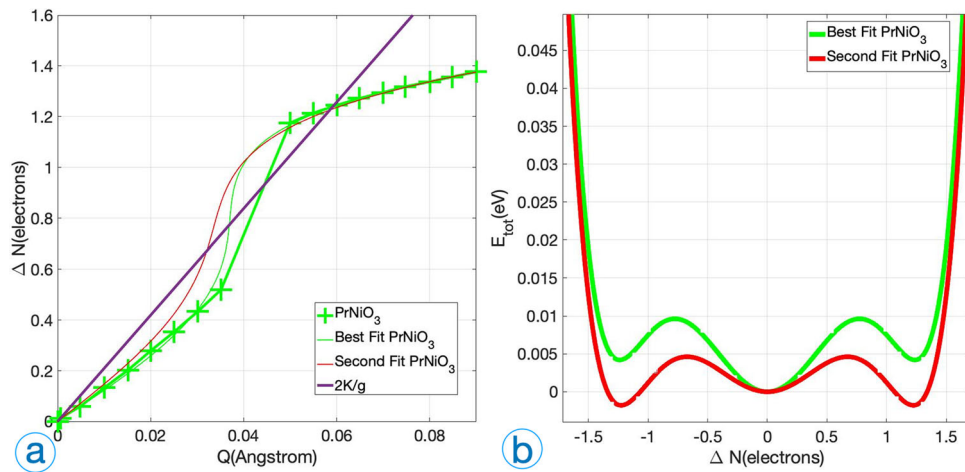 1.6
1.4
1.2
1
0.8
0.6
0.4
0.2
0
Δ N(electrons)
0
0.02
0.04
0.06
0.08
Q(Angstrom)
PrNiO3
Best Fit PrNiO3
Second Fit PrNiO3
2K/g
a
0.045
0.04
0.035
0.03
0.025
0.02
0.015
0.01
0.005
0
E_tot(eV)
-1.5
-1
-0.5
0
0.5
1
1.5
Δ N(electrons)
Best Fit PrNiO3
Second Fit PrNiO3
b